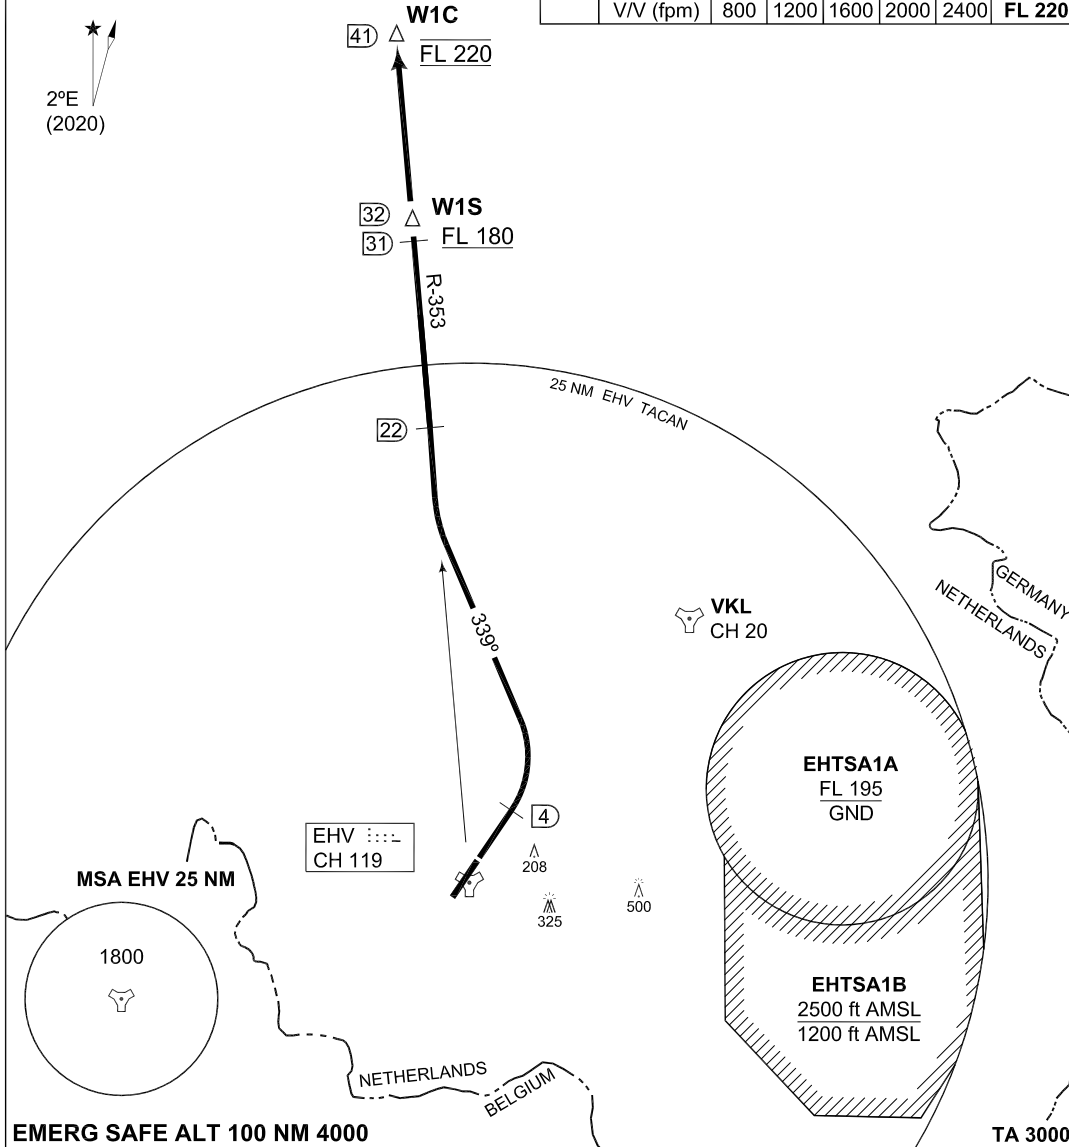 V/V (fpm) 800 1200 1600 2000 2400 FL 220
W1C
41
FL 220
2ºE
(2020)
W1S
32
FL 180
31
R-353
25 NM EHV TACAN
22
GERMANY
NETHERLANDS
339º
VKL
CH 20
EHTSA1A
FL 195
GND
4
EHV
CH 119
208
MSA EHV 25 NM
325
500
1800
EHTSA1B
2500 ft AMSL
1200 ft AMSL
NETHERLANDS
BELGIUM
EMERG SAFE ALT 100 NM 4000
TA 3000